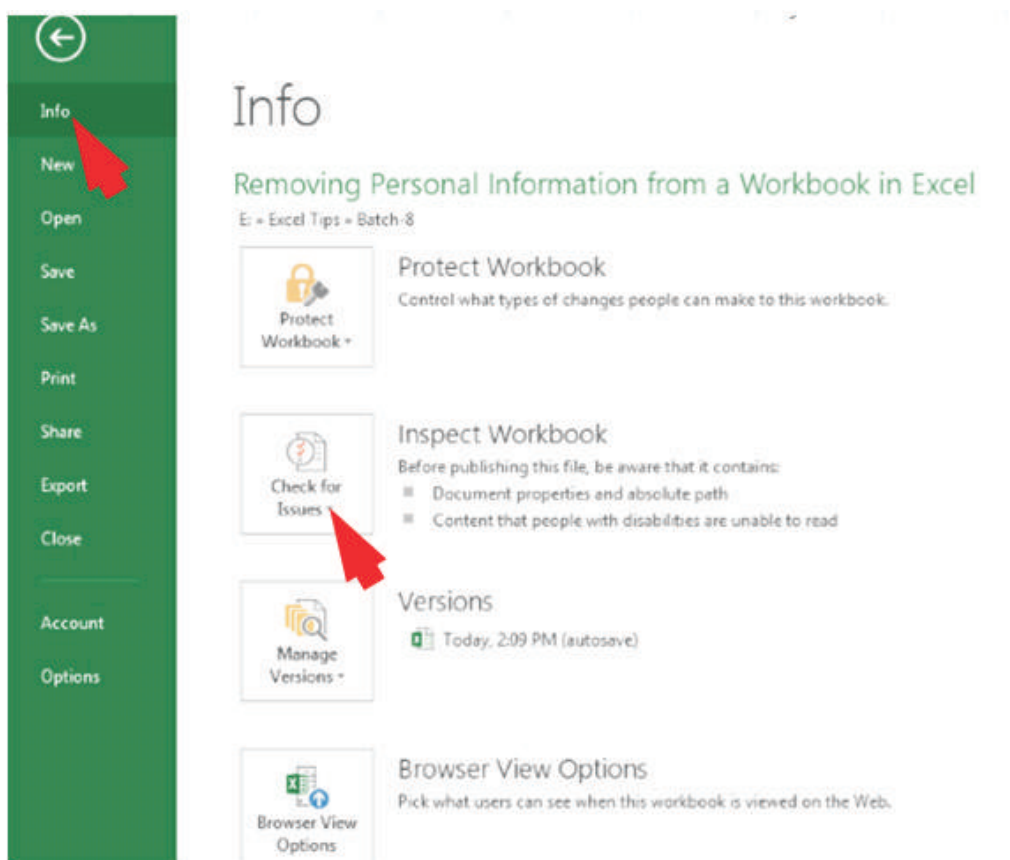 Info
New
Open
Save
Save As
Print
Share
Export
Close
Account
Options
Info
Removing Personal Information from a Workbook in Excel
E: » Excel Tips » Batch-8
Protect
Workbook
Protect Workbook
Control what types of changes people can make to this workbook.
Check for
Issues
Inspect Workbook
Before publishing this file, be aware that it contains:
Document properties and absolute path
Content that people with disabilities are unable to read
Manage
Versions
Versions
Today, 2:09 PM (autosave)
Browser View
Options
Browser View Options
Pick what users can see when this workbook is viewed on the Web.